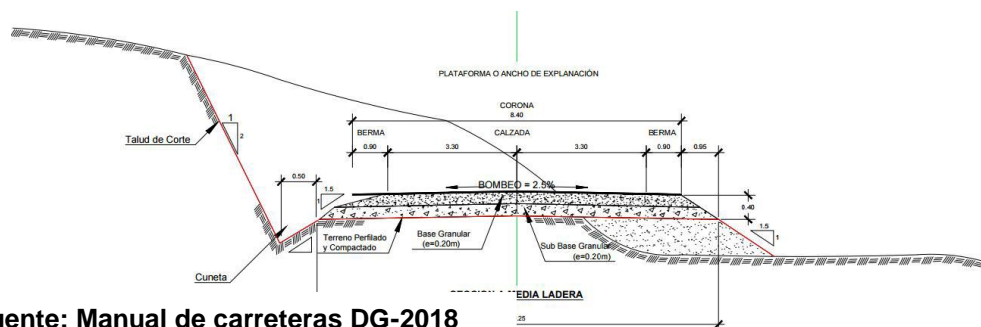 PLATAFORMA O ANCHO DE EXPLANACIÓN
CORONA
8.40
BERMA CALZADA BERMA
0.90 3.30 3.30 0.90 0.95
1
2
Talud de Corte
0.50
1.5
1
BOMBEO = 2.5%
0.40
1.5
1
Terreno Perfilado
y Compactado
Base Granular
(e=0.20m)
Sub Base Granular
(e=0.20m)
Cuneta
MEDIA LADERA
uente: Manual de carreteras DG-2018
.25